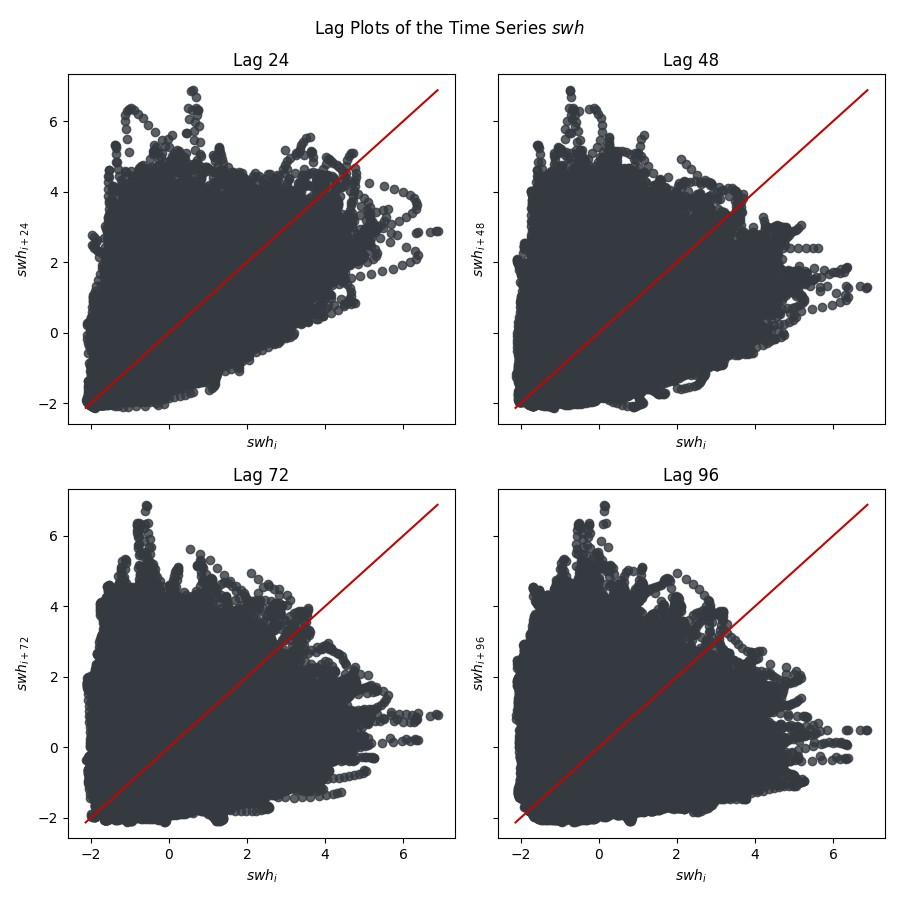 Lag Plots of the Time Series swh
Lag 24
Lag 48
6
4
2
0
−2
swh_{i+24}
swh_{i+48}
swh_i
swh_i
Lag 72
Lag 96
6
4
2
0
−2
swh_{i+72}
swh_{i+96}
−2 0 2 4 6
−2 0 2 4 6
swh_i
swh_i